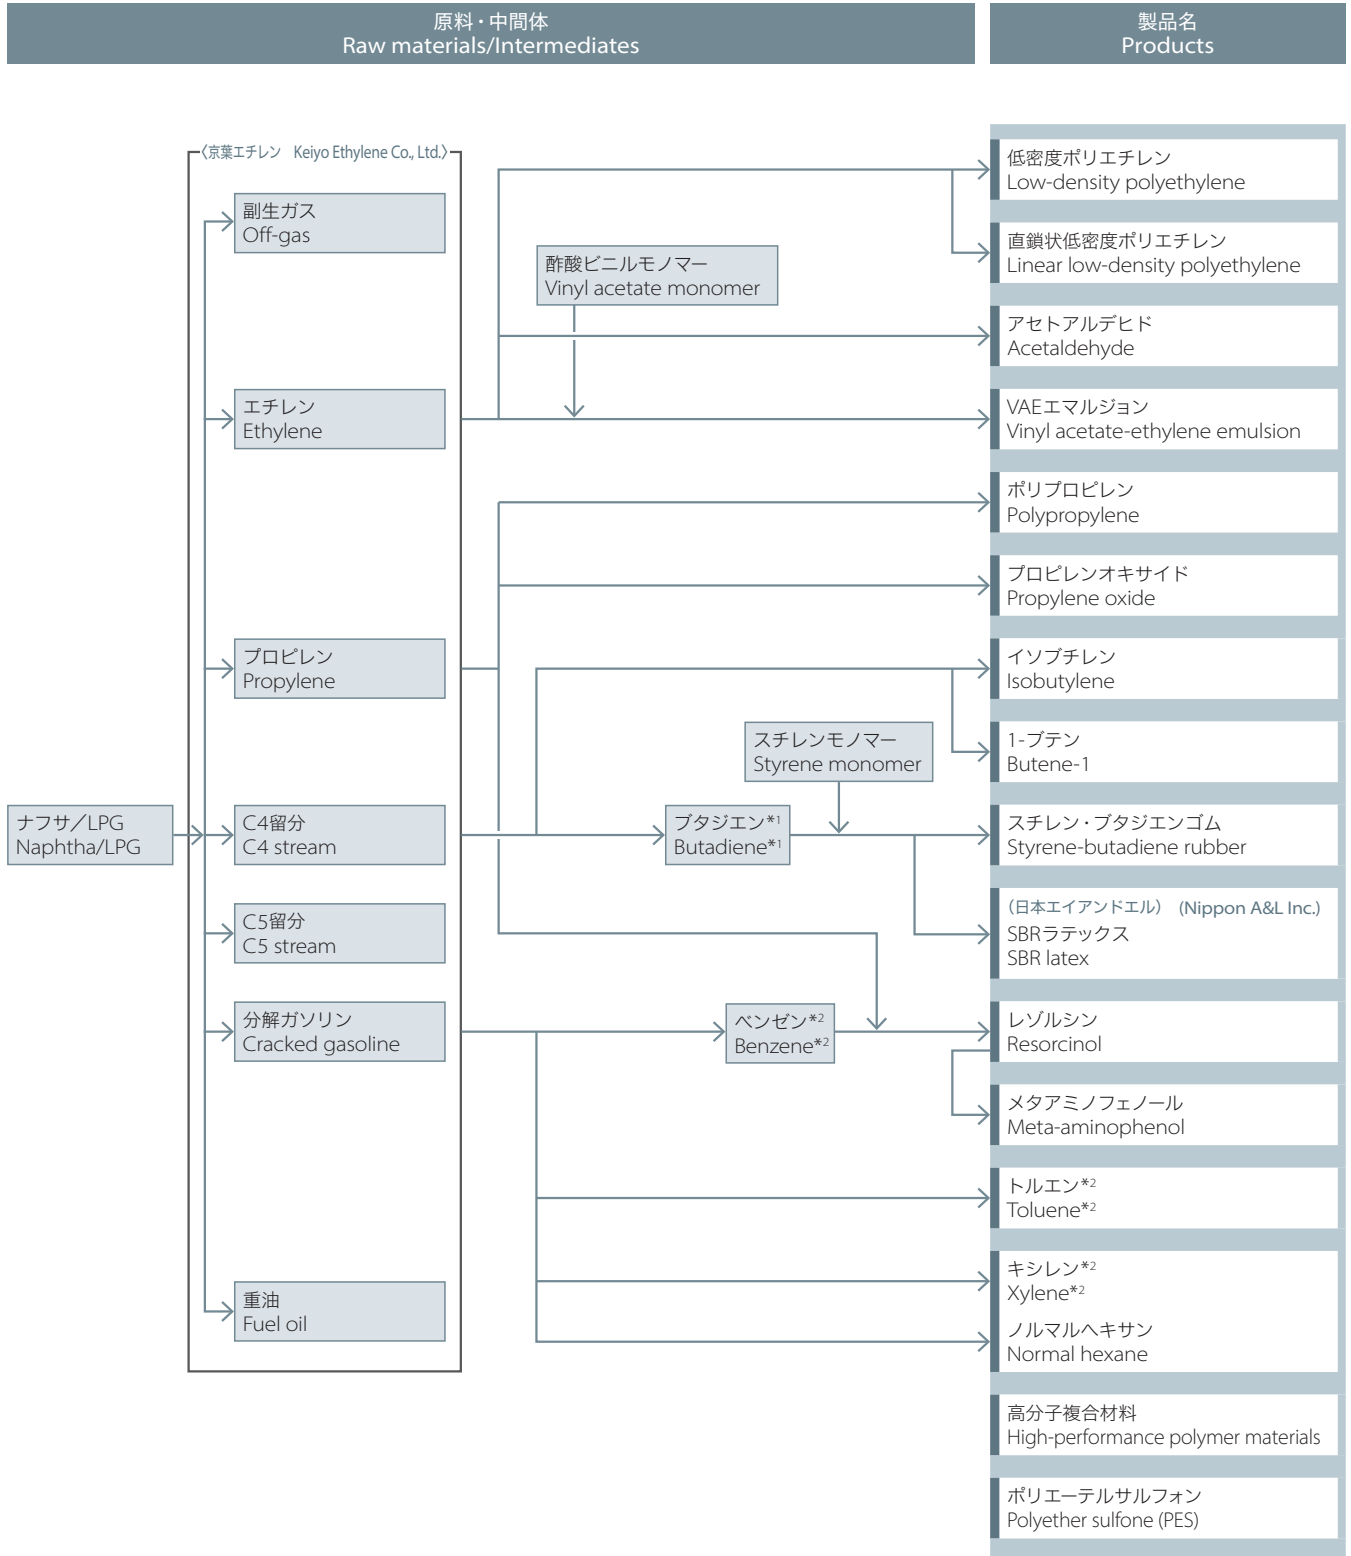 原料・中間体
Raw materials/Intermediates
製品名
Products
〈京葉エチレン Keiyo Ethylene Co., Ltd.〉
ナフサ／LPG
Naphtha/LPG
副生ガス
Off-gas
エチレン
Ethylene
プロピレン
Propylene
C4留分
C4 stream
C5留分
C5 stream
分解ガソリン
Cracked gasoline
重油
Fuel oil
酢酸ビニルモノマー
Vinyl acetate monomer
スチレンモノマー
Styrene monomer
ブタジエン*1
Butadiene*1
ベンゼン*2
Benzene*2
低密度ポリエチレン
Low-density polyethylene
直鎖状低密度ポリエチレン
Linear low-density polyethylene
アセトアルデヒド
Acetaldehyde
VAEエマルジョン
Vinyl acetate-ethylene emulsion
ポリプロピレン
Polypropylene
プロピレンオキサイド
Propylene oxide
イソブチレン
Isobutylene
1-ブテン
Butene-1
スチレン・ブタジエンゴム
Styrene-butadiene rubber
（日本エイアンドエル） (Nippon A&L Inc.)
SBRラテックス
SBR latex
レゾルシン
Resorcinol
メタアミノフェノール
Meta-aminophenol
トルエン*2
Toluene*2
キシレン*2
Xylene*2
ノルマルヘキサン
Normal hexane
高分子複合材料
High-performance polymer materials
ポリエーテルサルフォン
Polyether sulfone (PES)